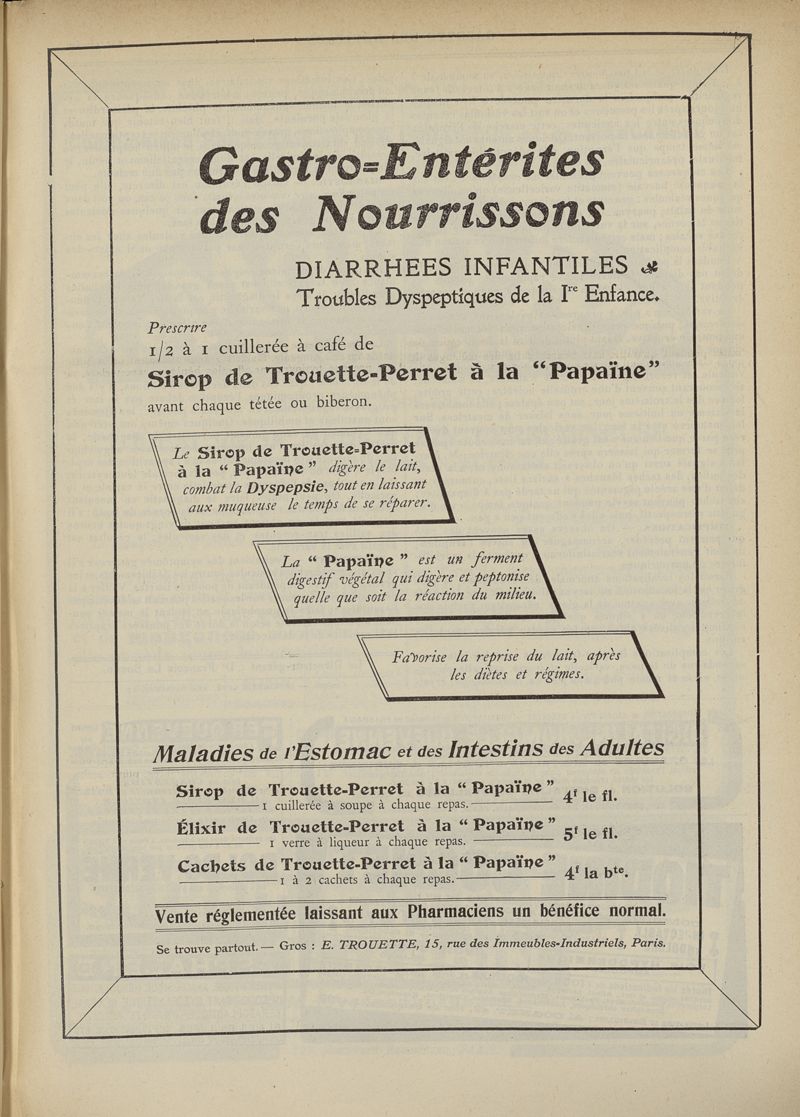 Gastro=Entérites
des Nourrissons
DIARRHEES INFANTILES
Troubles Dyspeptiques de la Iʳᵉ Enfance.
Prescrire
1/2 à 1 cuillerée à café de
Sirop de Trouette-Perret à la “Papaïne”
avant chaque tétée ou biberon.
Le Sirop de Trouette=Perret
à la “ Papaïne ” digère le lait,
combat la Dyspepsie, tout en laissant
aux muqueuse le temps de se réparer.
La “ Papaïne ” est un ferment
digestif végétal qui digère et peptonise
quelle que soit la réaction du milieu.
Favorise la reprise du lait, après
les diètes et régimes.
Maladies de l'Estomac et des Intestins des Adultes
Sirop de Trouette-Perret à la “ Papaïne ” 4ᶠ le fl.
1 cuillerée à soupe à chaque repas.
Élixir de Trouette-Perret à la “ Papaïne ” 5ᶠ le fl.
1 verre à liqueur à chaque repas.
Cachets de Trouette-Perret à la “ Papaïne ” 4ᶠ la bᵗᵉ.
1 à 2 cachets à chaque repas.
Vente réglementée laissant aux Pharmaciens un bénéfice normal.
Se trouve partout. — Gros : E. TROUETTE, 15, rue des Immeubles-Industriels, Paris.